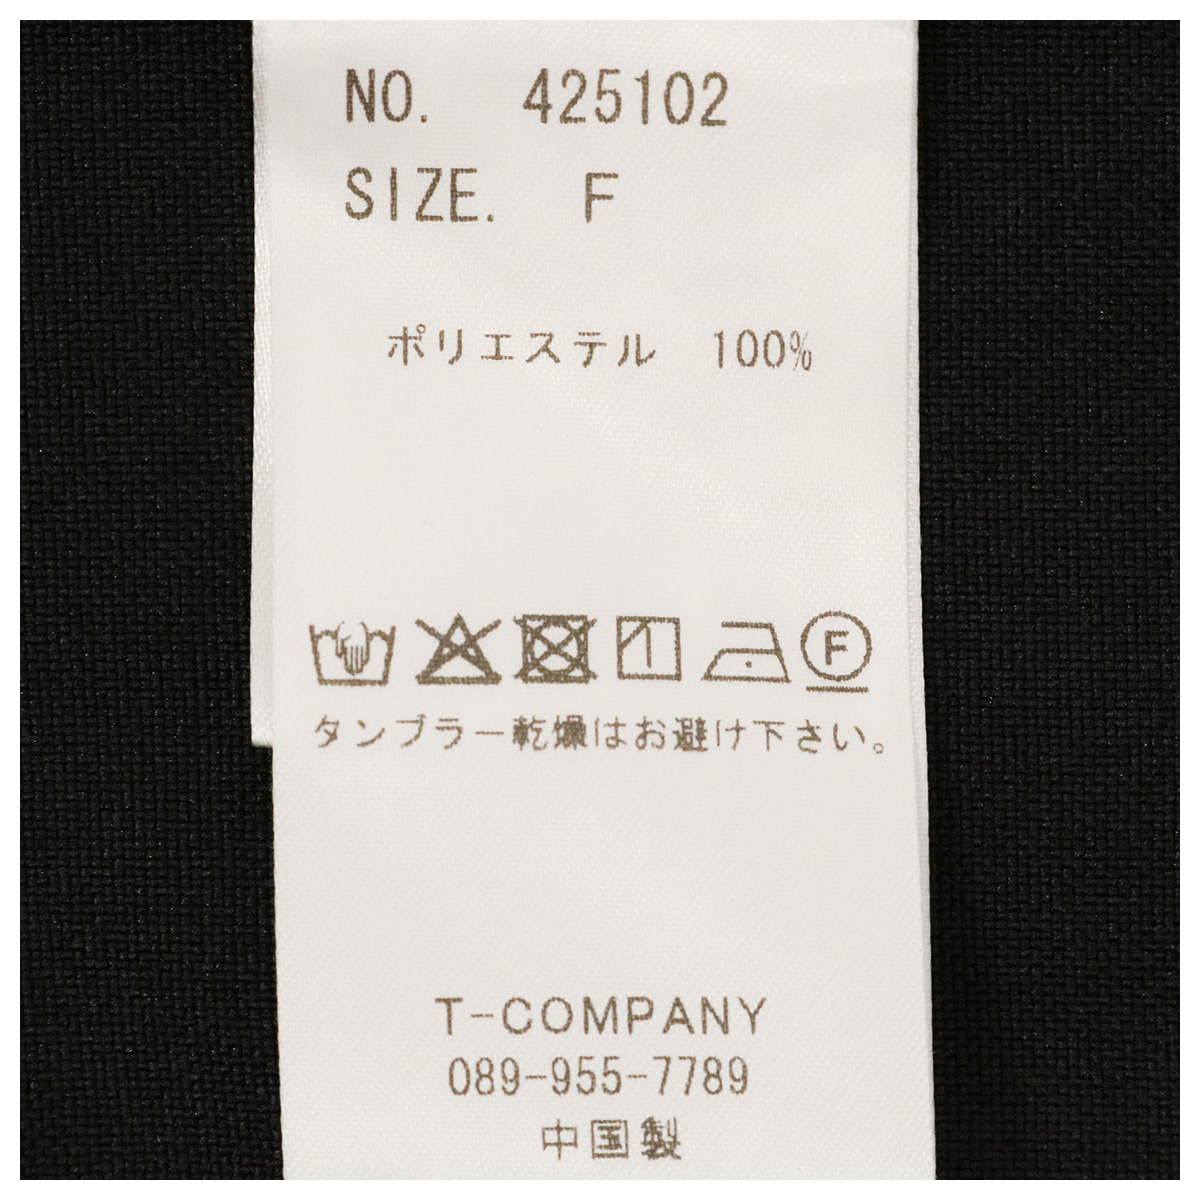 NO. 425102
SIZE. F
ポリエステル 100%
F
タンブラー乾燥はお避け下さい。
T-COMPANY
089-955-7789
中国製